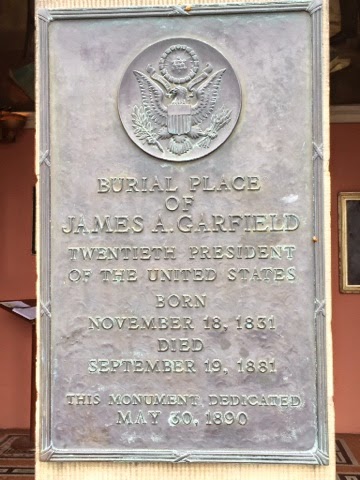 BURIAL PLACE
OF
JAMES A. GARFIELD
TWENTIETH PRESIDENT
OF THE UNITED STATES
BORN
NOVEMBER 18, 1831
DIED
SEPTEMBER 19, 1881
THIS MONUMENT DEDICATED
MAY 30, 1890